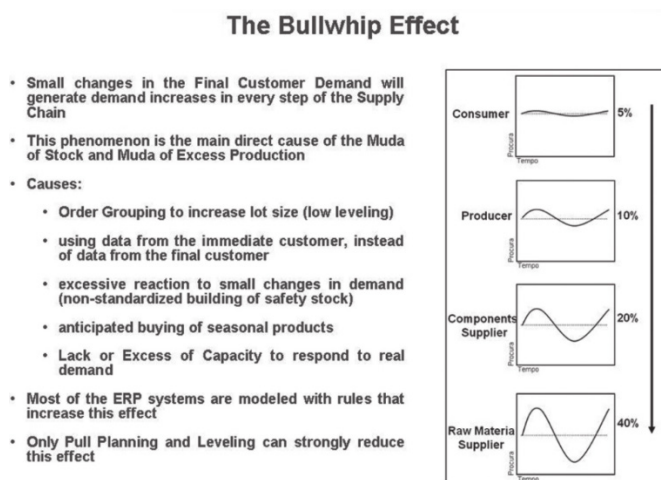 The Bullwhip Effect
• Small changes in the Final Customer Demand will
generate demand increases in every step of the Supply
Chain
• This phenomenon is the main direct cause of the Muda
of Stock and Muda of Excess Production
• Causes:
• Order Grouping to increase lot size (low leveling)
• using data from the immediate customer, instead
of data from the final customer
• excessive reaction to small changes in demand
(non-standardized building of safety stock)
• anticipated buying of seasonal products
• Lack or Excess of Capacity to respond to real
demand
• Most of the ERP systems are modeled with rules that
increase this effect
• Only Pull Planning and Leveling can strongly reduce
this effect
Consumer
Procura
Tempo
5%
Producer
Procura
Tempo
10%
Components
Supplier
Procura
Tempo
20%
Raw Materia
Supplier
Procura
Tempo
40%